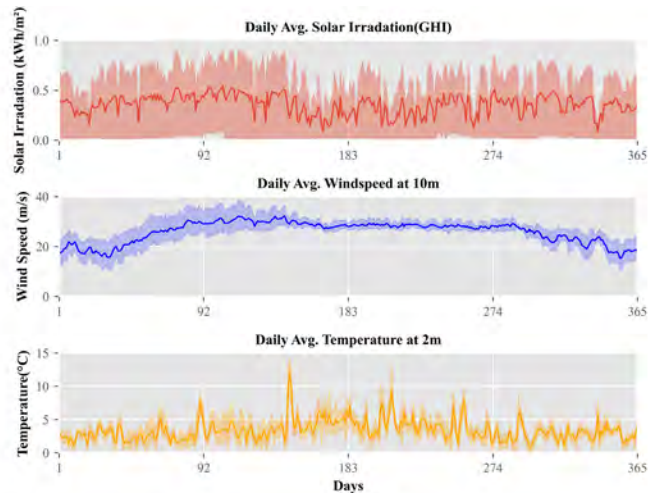 Daily Avg. Solar Irradiation(GHI)
Solar Irradiation (kWh/m²)
1.0
0.5
0.0
1 92 183 274 365
Daily Avg. Windspeed at 10m
Wind Speed (m/s)
40
20
0
1 92 183 274 365
Daily Avg. Temperature at 2m
Temperature(°C)
15
10
5
0
1 92 183 274 365
Days